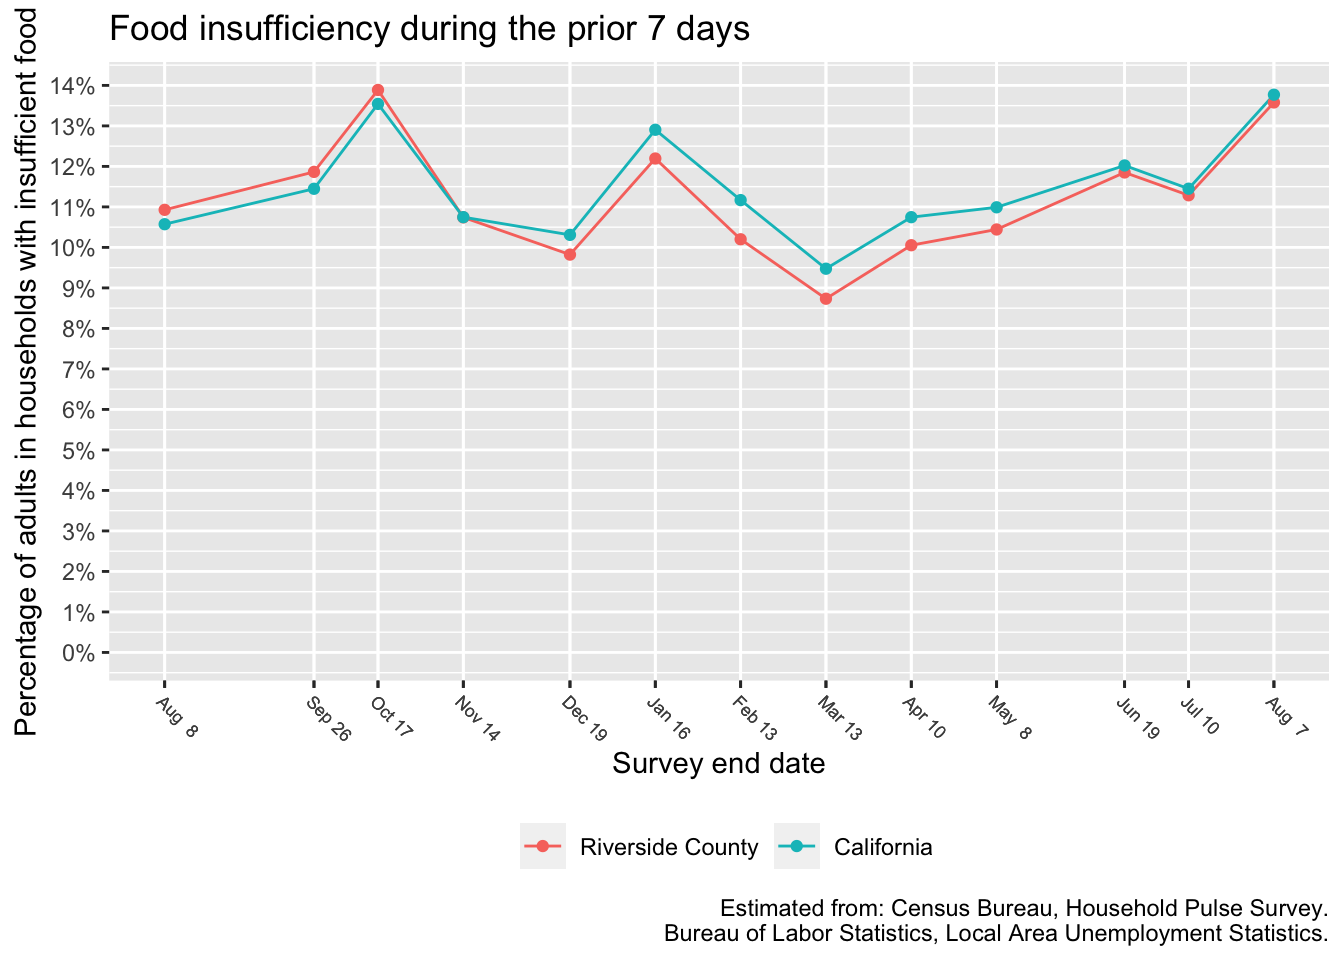 Food insufficiency during the prior 7 days
Percentage of adults in households with insufficient food
14%
13%
12%
11%
10%
9%
8%
7%
6%
5%
4%
3%
2%
1%
0%
Aug 8
Sep 26
Oct 17
Nov 14
Dec 19
Jan 16
Feb 13
Mar 13
Apr 10
May 8
Jun 19
Jul 10
Aug 7
Survey end date
Riverside County
California
Estimated from: Census Bureau, Household Pulse Survey.
Bureau of Labor Statistics, Local Area Unemployment Statistics.